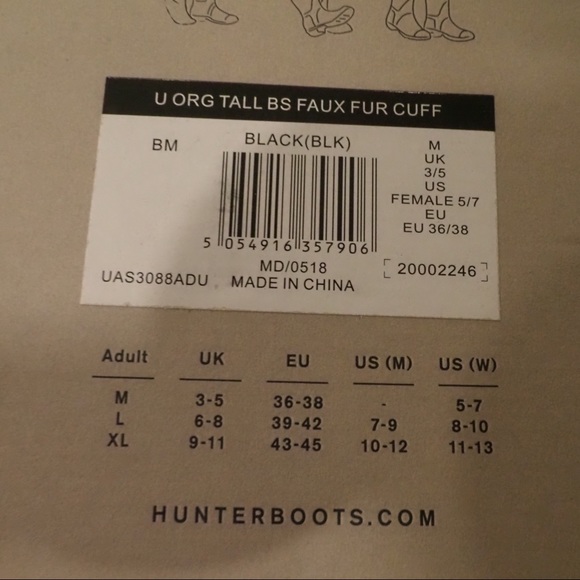 U ORG TALL BS FAUX FUR CUFF
BM
BLACK(BLK)
M
UK
3/5
US
FEMALE 5/7
EU
EU 36/38
5 054916 357906
MD/0518
[20002246]
UAS3088ADU
MADE IN CHINA
Adult UK EU US (M) US (W)
M 3-5 36-38 - 5-7
L 6-8 39-42 7-9 8-10
XL 9-11 43-45 10-12 11-13
HUNTERBOOTS.COM